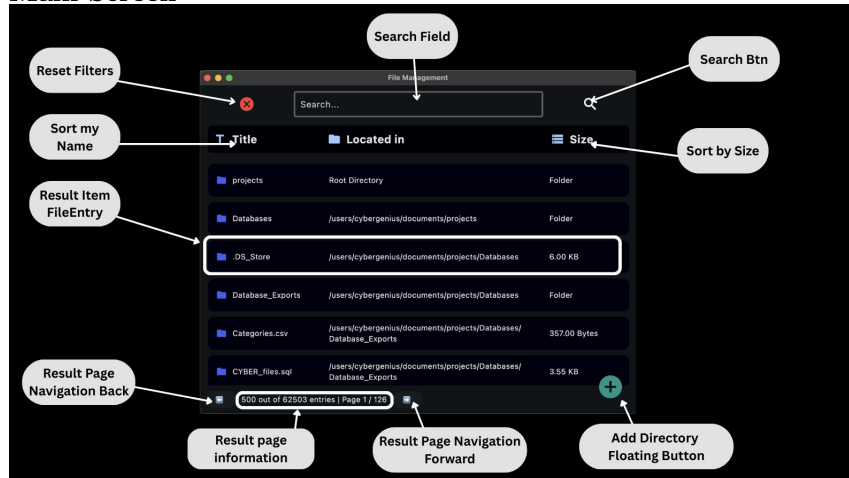 Main Screen
Search Field
Search Btn
Reset Filters
File Management
Search...
Sort my
Name
T Title
Located in
Size
Sort by Size
projects Root Directory Folder
Result Item
FileEntry
Databases /users/cybergenius/documents/projects Folder
.DS_Store /users/cybergenius/documents/projects/Databases 6.00 KB
Database_Exports /users/cybergenius/documents/projects/Databases Folder
Categories.csv /users/cybergenius/documents/projects/Databases/
Database_Exports 357.00 Bytes
CYBER_files.sql /users/cybergenius/documents/projects/Databases/
Database_Exports 3.55 KB
Result Page
Navigation Back
500 out of 62503 entries | Page 1 / 126
Result page
information
Result Page Navigation
Forward
Add Directory
Floating Button